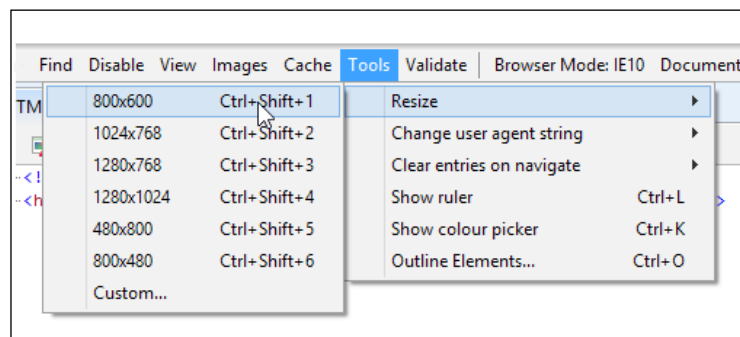 Find Disable View Images Cache Tools Validate Browser Mode: IE10 Document
TM
800x600 Ctrl+Shift+1
1024x768 Ctrl+Shift+2
1280x768 Ctrl+Shift+3
1280x1024 Ctrl+Shift+4
480x800 Ctrl+Shift+5
800x480 Ctrl+Shift+6
Custom...
Resize
Change user agent string
Clear entries on navigate
Show ruler Ctrl+L
Show colour picker Ctrl+K
Outline Elements... Ctrl+O
<!
<h
>